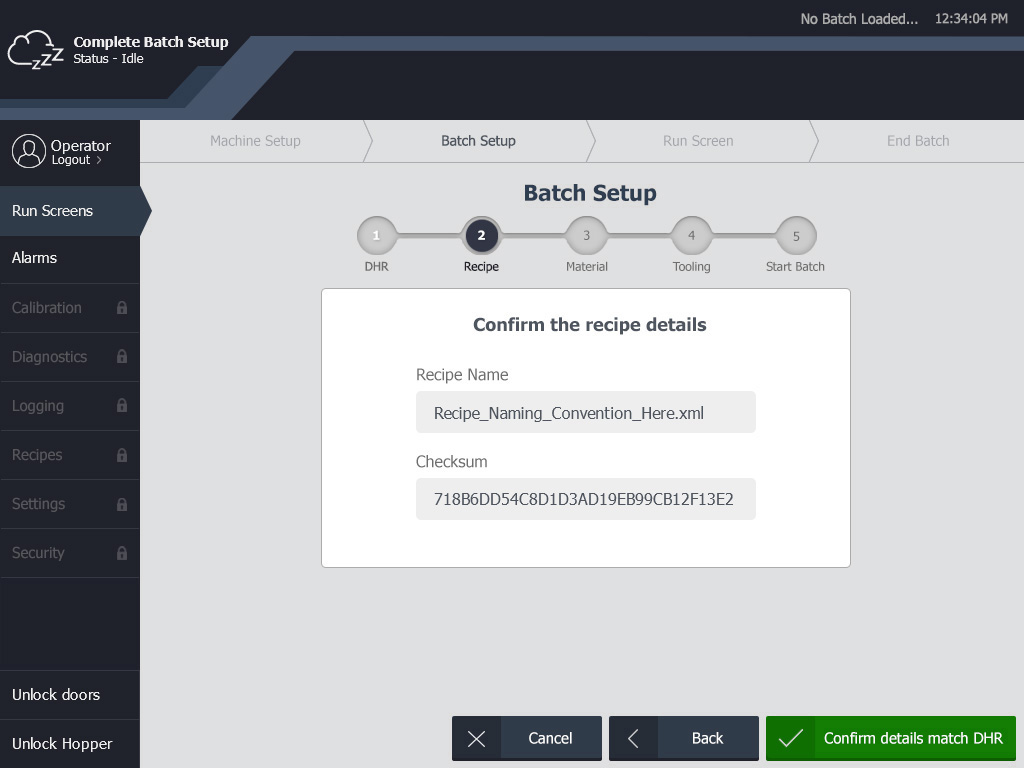 No Batch Loaded... 12:34:04 PM
Complete Batch Setup
Status - Idle
zzz
Operator
Logout >
Machine Setup
Batch Setup
Run Screen
End Batch
Run Screens
Alarms
Calibration
Diagnostics
Logging
Recipes
Settings
Security
Unlock doors
Unlock Hopper
Batch Setup
1 2 3 4 5
DHR Recipe Material Tooling Start Batch
Confirm the recipe details
Recipe Name
Recipe_Naming_Convention_Here.xml
Checksum
718B6DD54C8D1D3AD19EB99CB12F13E2
Cancel
Back
Confirm details match DHR